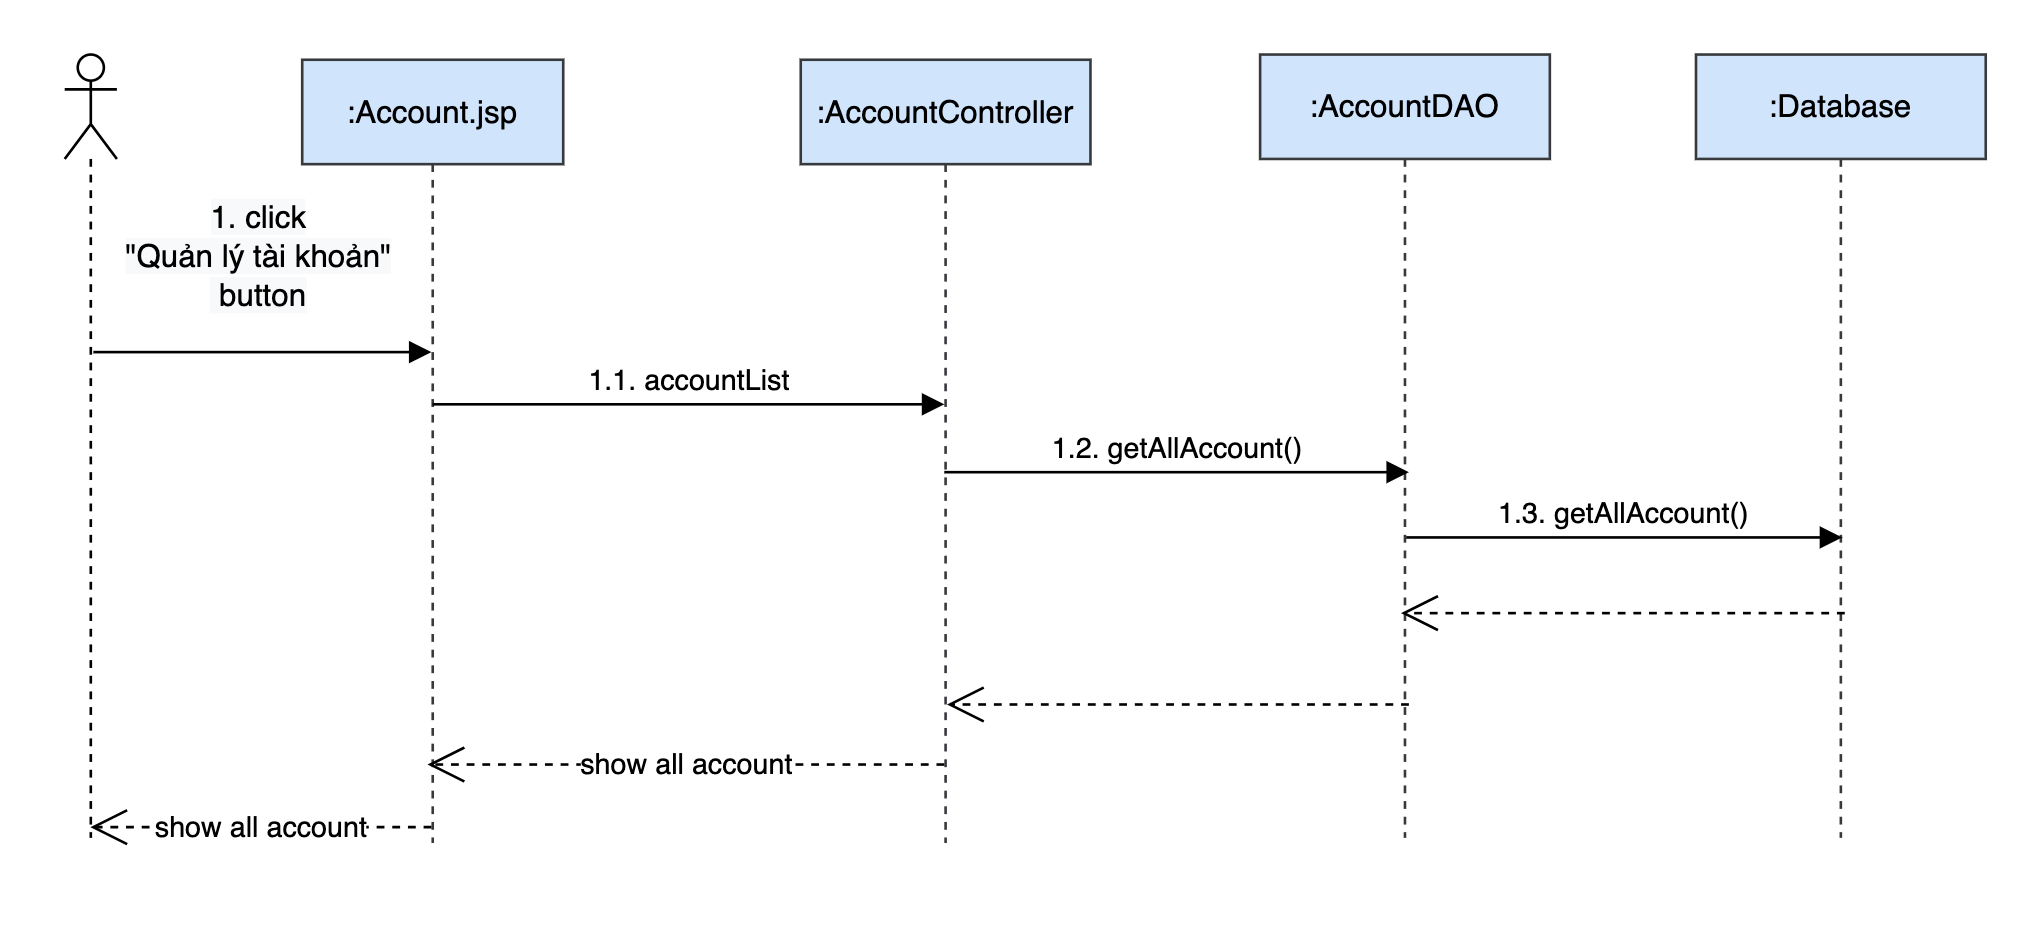 :Account.jsp
:AccountController
:AccountDAO
:Database
1. click
"Quản lý tài khoản"
button
1.1. accountList
1.2. getAllAccount()
1.3. getAllAccount()
show all account
show all account